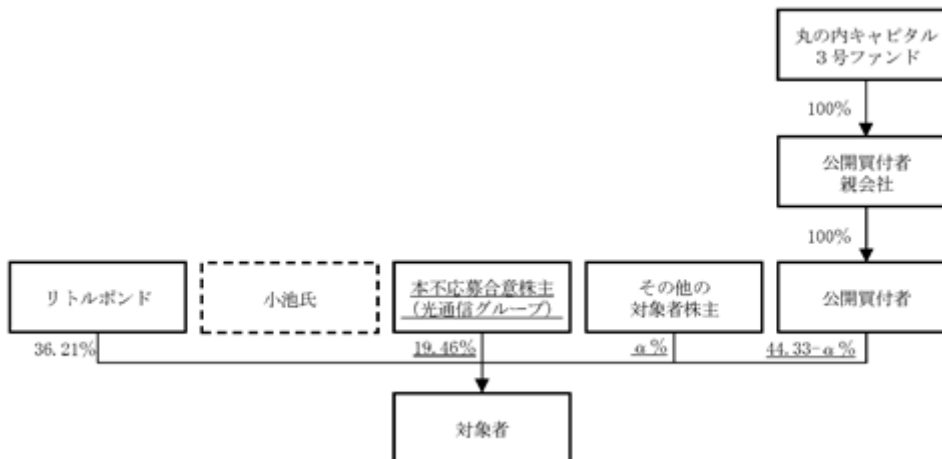 丸の内キャピタル
3号ファンド
100%
公開買付者
親会社
100%
リトルポンド
小池氏
本不応募合意株主
(光通信グループ)
その他の
対象者株主
公開買付者
36.21%
19.46%
α%
44.33-α%
対象者